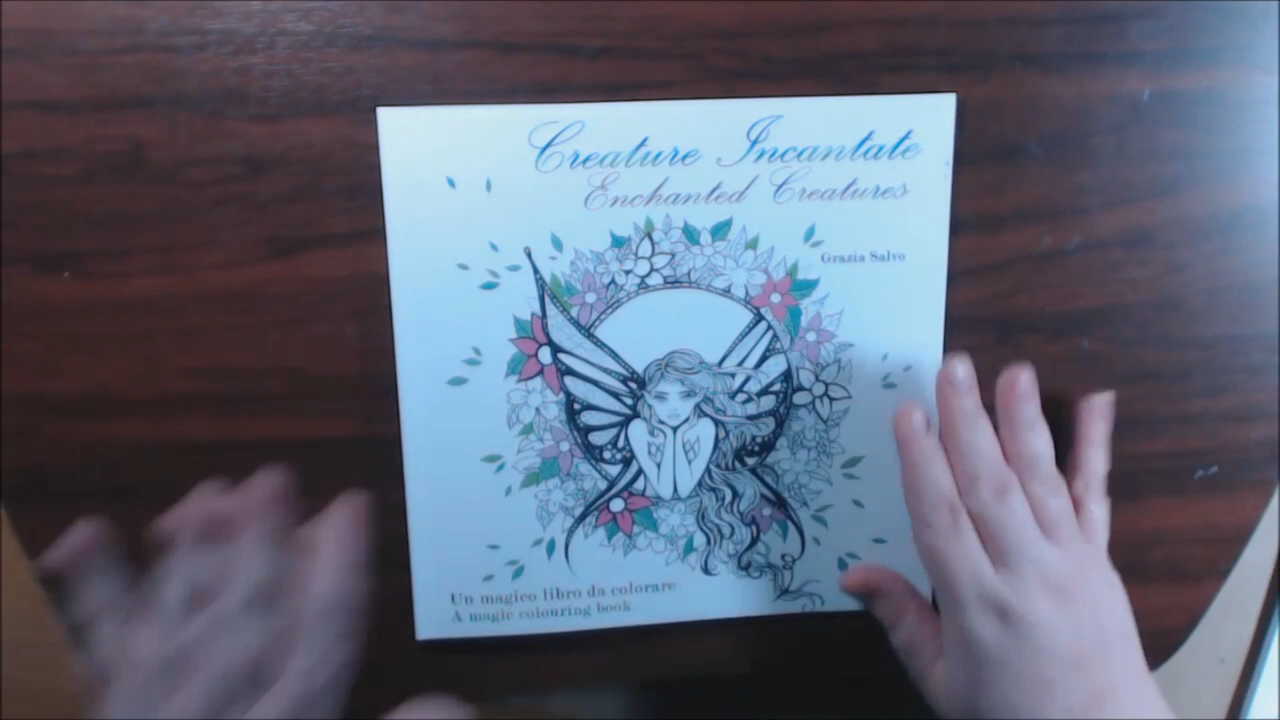 Creature Incantate
Enchanted Creatures
Grazia Salvo
Un magico libro da colorare
A magic colouring book